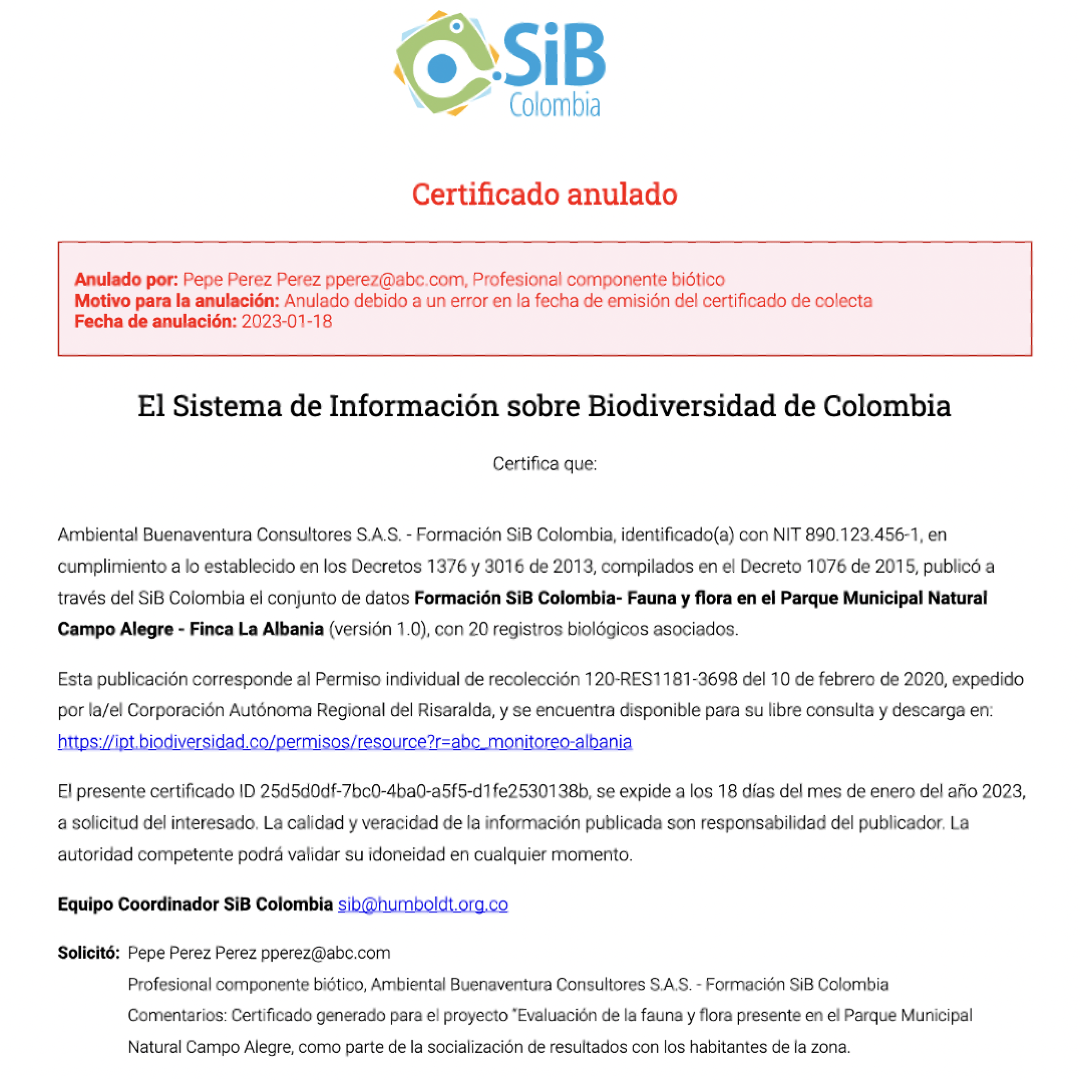 SiB
Colombia
Certificado anulado
Anulado por: Pepe Perez Perez pperez@abc.com, Profesional componente biótico
Motivo para la anulación: Anulado debido a un error en la fecha de emisión del certificado de colecta
Fecha de anulación: 2023-01-18
El Sistema de Información sobre Biodiversidad de Colombia
Certifica que:
Ambiental Buenaventura Consultores S.A.S. - Formación SiB Colombia, identificado(a) con NIT 890.123.456-1, en
cumplimiento a lo establecido en los Decretos 1376 y 3016 de 2013, compilados en el Decreto 1076 de 2015, publicó a
través del SiB Colombia el conjunto de datos Formación SiB Colombia- Fauna y flora en el Parque Municipal Natural
Campo Alegre - Finca La Albania (versión 1.0), con 20 registros biológicos asociados.
Esta publicación corresponde al Permiso individual de recolección 120-RES1181-3698 del 10 de febrero de 2020, expedido
por la/el Corporación Autónoma Regional del Risaralda, y se encuentra disponible para su libre consulta y descarga en:
https://ipt.biodiversidad.co/permisos/resource?r=abc_monitoreo-albania
El presente certificado ID 25d5d0df-7bc0-4ba0-a5f5-d1fe2530138b, se expide a los 18 días del mes de enero del año 2023,
a solicitud del interesado. La calidad y veracidad de la información publicada son responsabilidad del publicador. La
autoridad competente podrá validar su idoneidad en cualquier momento.
Equipo Coordinador SiB Colombia sib@humboldt.org.co
Solicitó: Pepe Perez Perez pperez@abc.com
Profesional componente biótico, Ambiental Buenaventura Consultores S.A.S. - Formación SiB Colombia
Comentarios: Certificado generado para el proyecto "Evaluación de la fauna y flora presente en el Parque Municipal
Natural Campo Alegre, como parte de la socialización de resultados con los habitantes de la zona.